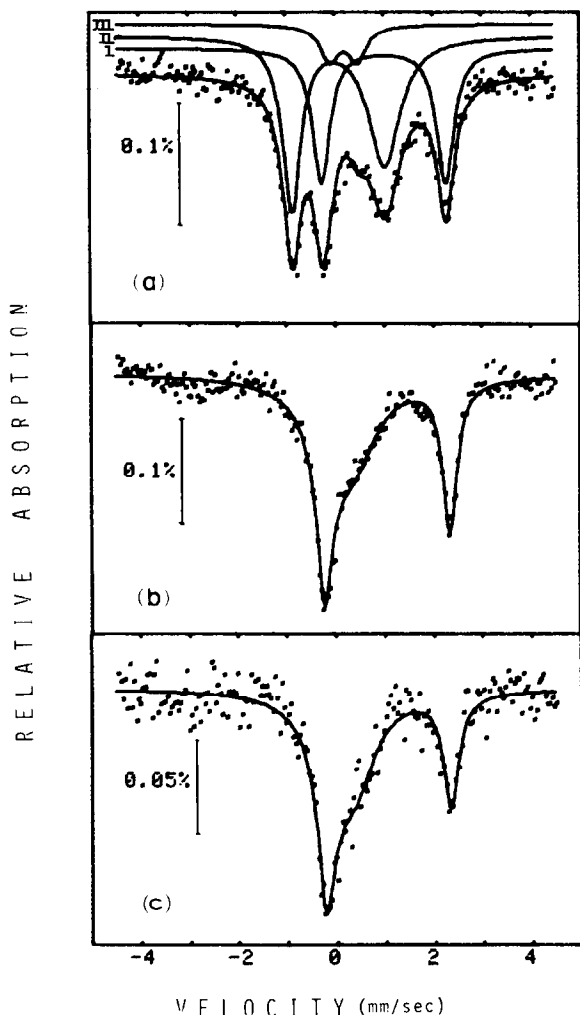 III
II
I
0.1%
(a)
RELATIVE ABSORPTION
0.1%
(b)
0.05%
(c)
-4 -2 0 2 4
VELOCITY (mm/sec)